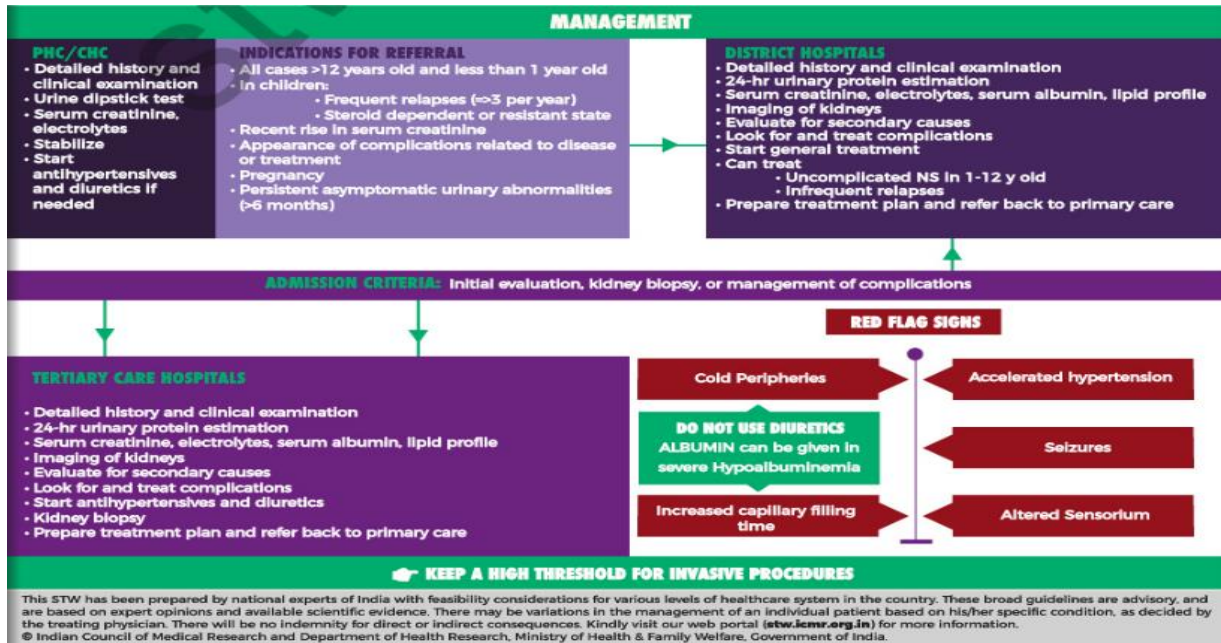 MANAGEMENT
PHC/CHC
• Detailed history and
clinical examination
• Urine dipstick test
• Serum creatinine,
electrolytes
• Stabilize
• Start
antihypertensives
and diuretics if
needed
INDICATIONS FOR REFERRAL
• All cases >12 years old and less than 1 year old
• In children:
• Frequent relapses (=>3 per year)
• Steroid dependent or resistant state
• Recent rise in serum creatinine
• Appearance of complications related to disease
or treatment
• Pregnancy
• Persistent asymptomatic urinary abnormalities
(>6 months)
DISTRICT HOSPITALS
• Detailed history and clinical examination
• 24-hr urinary protein estimation
• Serum creatinine, electrolytes, serum albumin, lipid profile
• Imaging of kidneys
• Evaluate for secondary causes
• Look for and treat complications
• Start general treatment
• Can treat
• Uncomplicated NS in 1-12 y old
• Infrequent relapses
• Prepare treatment plan and refer back to primary care
ADMISSION CRITERIA: Initial evaluation, kidney biopsy, or management of complications
TERTIARY CARE HOSPITALS
• Detailed history and clinical examination
• 24-hr urinary protein estimation
• Serum creatinine, electrolytes, serum albumin, lipid profile
• Imaging of kidneys
• Evaluate for secondary causes
• Look for and treat complications
• Start antihypertensives and diuretics
• Kidney biopsy
• Prepare treatment plan and refer back to primary care
RED FLAG SIGNS
Cold Peripheries
Accelerated hypertension
DO NOT USE DIURETICS
ALBUMIN can be given in
severe Hypoalbuminemia
Seizures
Increased capillary filling
time
Altered Sensorium
KEEP A HIGH THRESHOLD FOR INVASIVE PROCEDURES
This STW has been prepared by national experts of India with feasibility considerations for various levels of healthcare system in the country. These broad guidelines are advisory, and
are based on expert opinions and available scientific evidence. There may be variations in the management of an individual patient based on his/her specific condition, as decided by
the treating physician. There will be no indemnity for direct or indirect consequences. Kindly visit our web portal (stw.icmr.org.in) for more information.
© Indian Council of Medical Research and Department of Health Research, Ministry of Health & Family Welfare, Government of India.